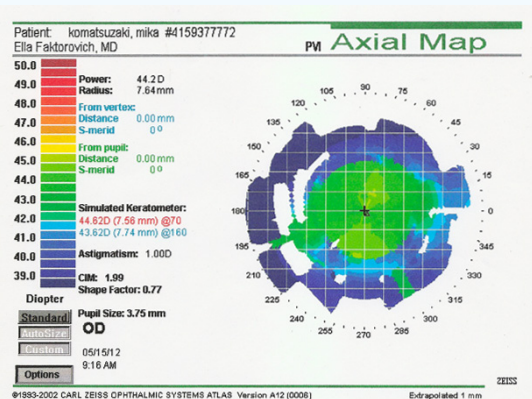 Patient: komatsuzaki, mika #4159377772
Ella Faktorovich, MD
PVI Axial Map
50.0
49.0
48.0
47.0
46.0
45.0
44.0
43.0
42.0
41.0
40.0
39.0
Diopter
Standard
AutoSize
Custom
Options
Power: 44.2D
Radius: 7.64mm
From vertex:
Distance 0.00 mm
S-merid 0º
From pupil:
Distance 0.00 mm
S-merid 0º
Simulated Keratometer:
44.62D (7.56 mm) @70
43.62D (7.74 mm) @160
Astigmatism: 1.00D
CIM: 1.99
Shape Factor: 0.77
Pupil Size: 3.75 mm
OD
05/15/12
9:16 AM
105 90 75
120 60
135 45
150 30
165 15
180 0
195 345
210 330
225 315
240 300
255 270 285
ZEISS
©1993-2002 CARL ZEISS OPHTHALMIC SYSTEMS ATLAS Version A12 (0006) Extrapolated 1 mm